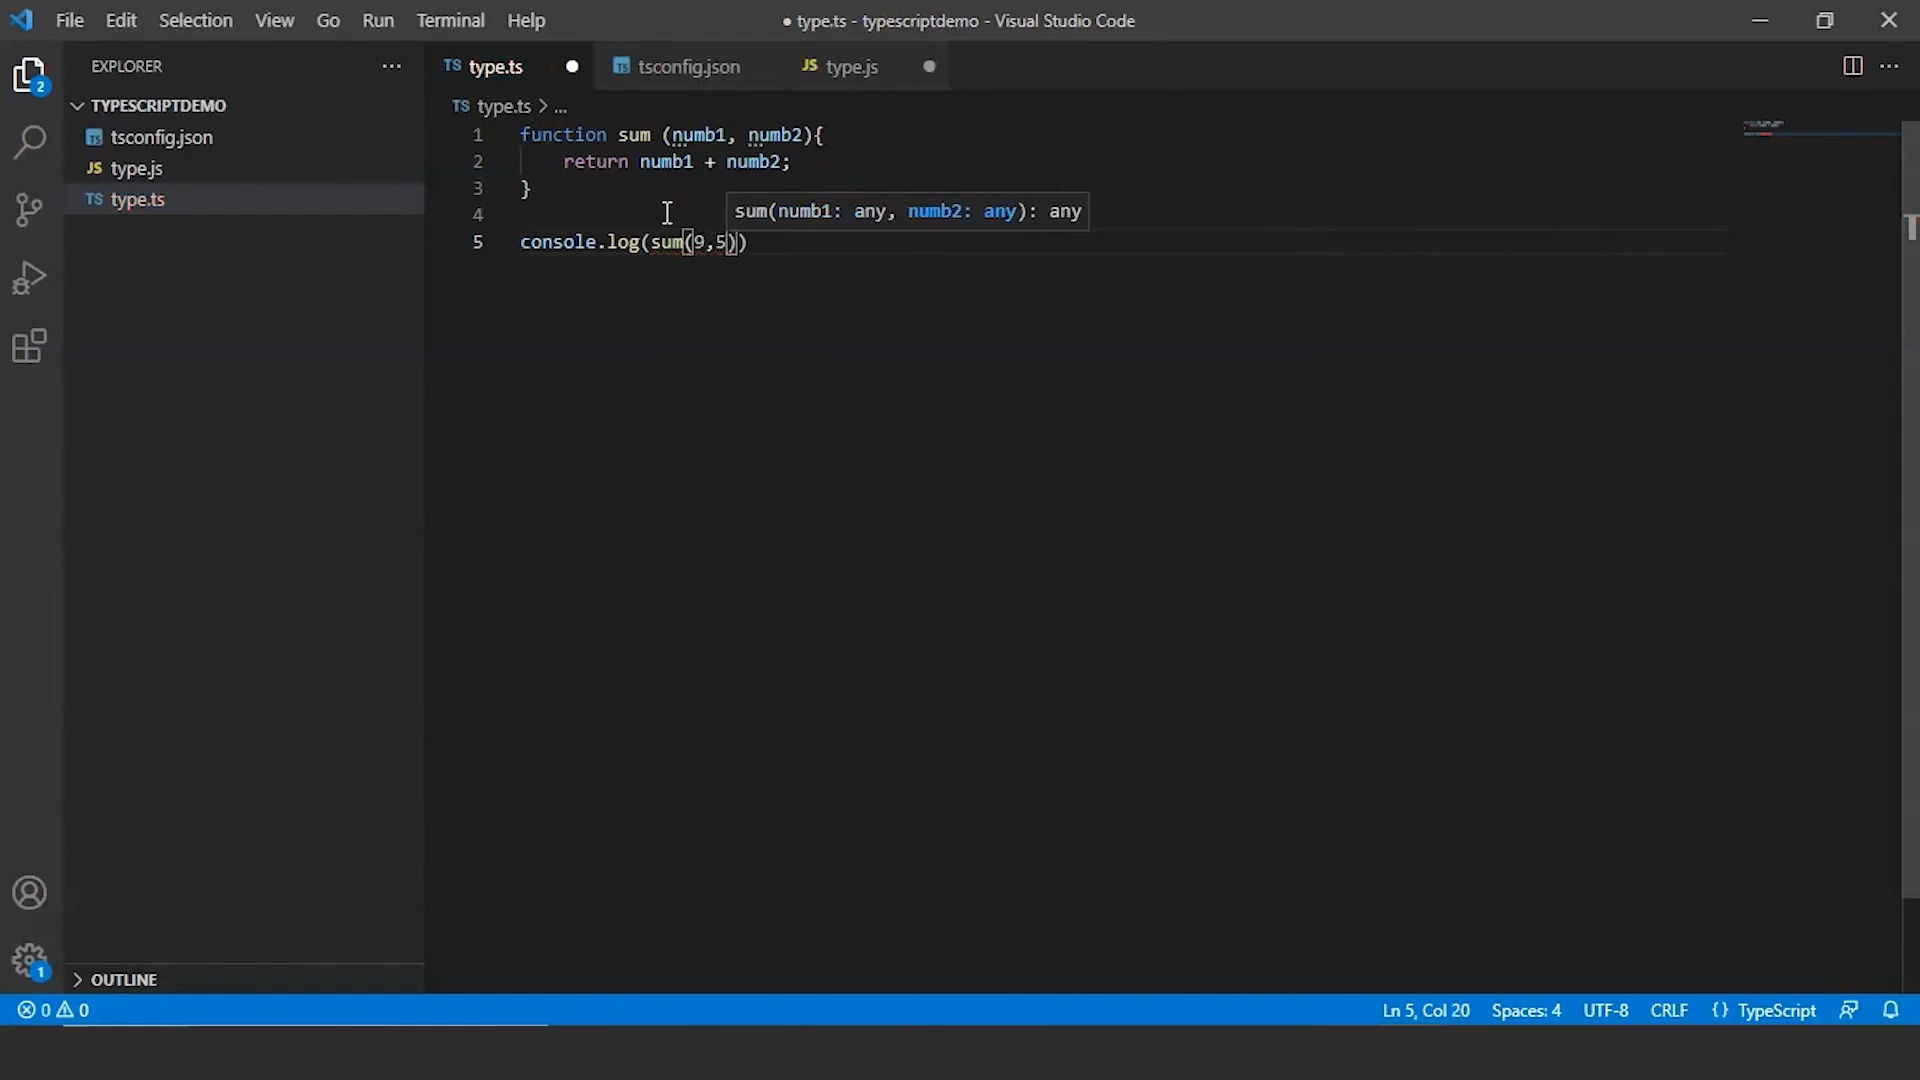 File Edit Selection View Go Run Terminal Help
● type.ts - typescriptdemo - Visual Studio Code
EXPLORER
2
TYPESCRIPTDEMO
tsconfig.json
JS type.js
TS type.ts
TS type.ts
TS tsconfig.json
JS type.js
TS type.ts > ...
1 function sum (numb1, numb2){
2 return numb1 + numb2;
3 }
4
sum(numb1: any, numb2: any): any
5 console.log(sum(9,5))
T
1
OUTLINE
0 0
Ln 5, Col 20 Spaces: 4 UTF-8 CRLF {} TypeScript